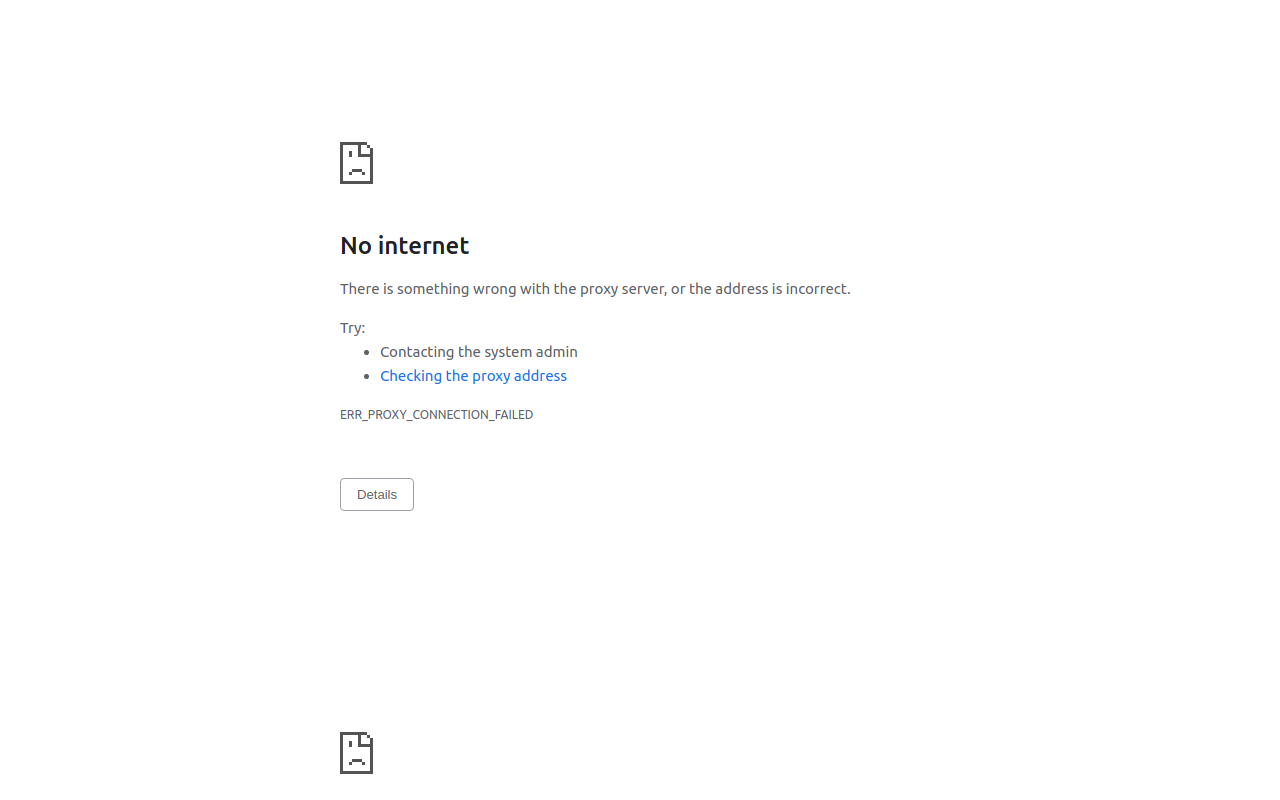 No internet
There is something wrong with the proxy server, or the address is incorrect.
Try:
Contacting the system admin
Checking the proxy address
ERR_PROXY_CONNECTION_FAILED
Details